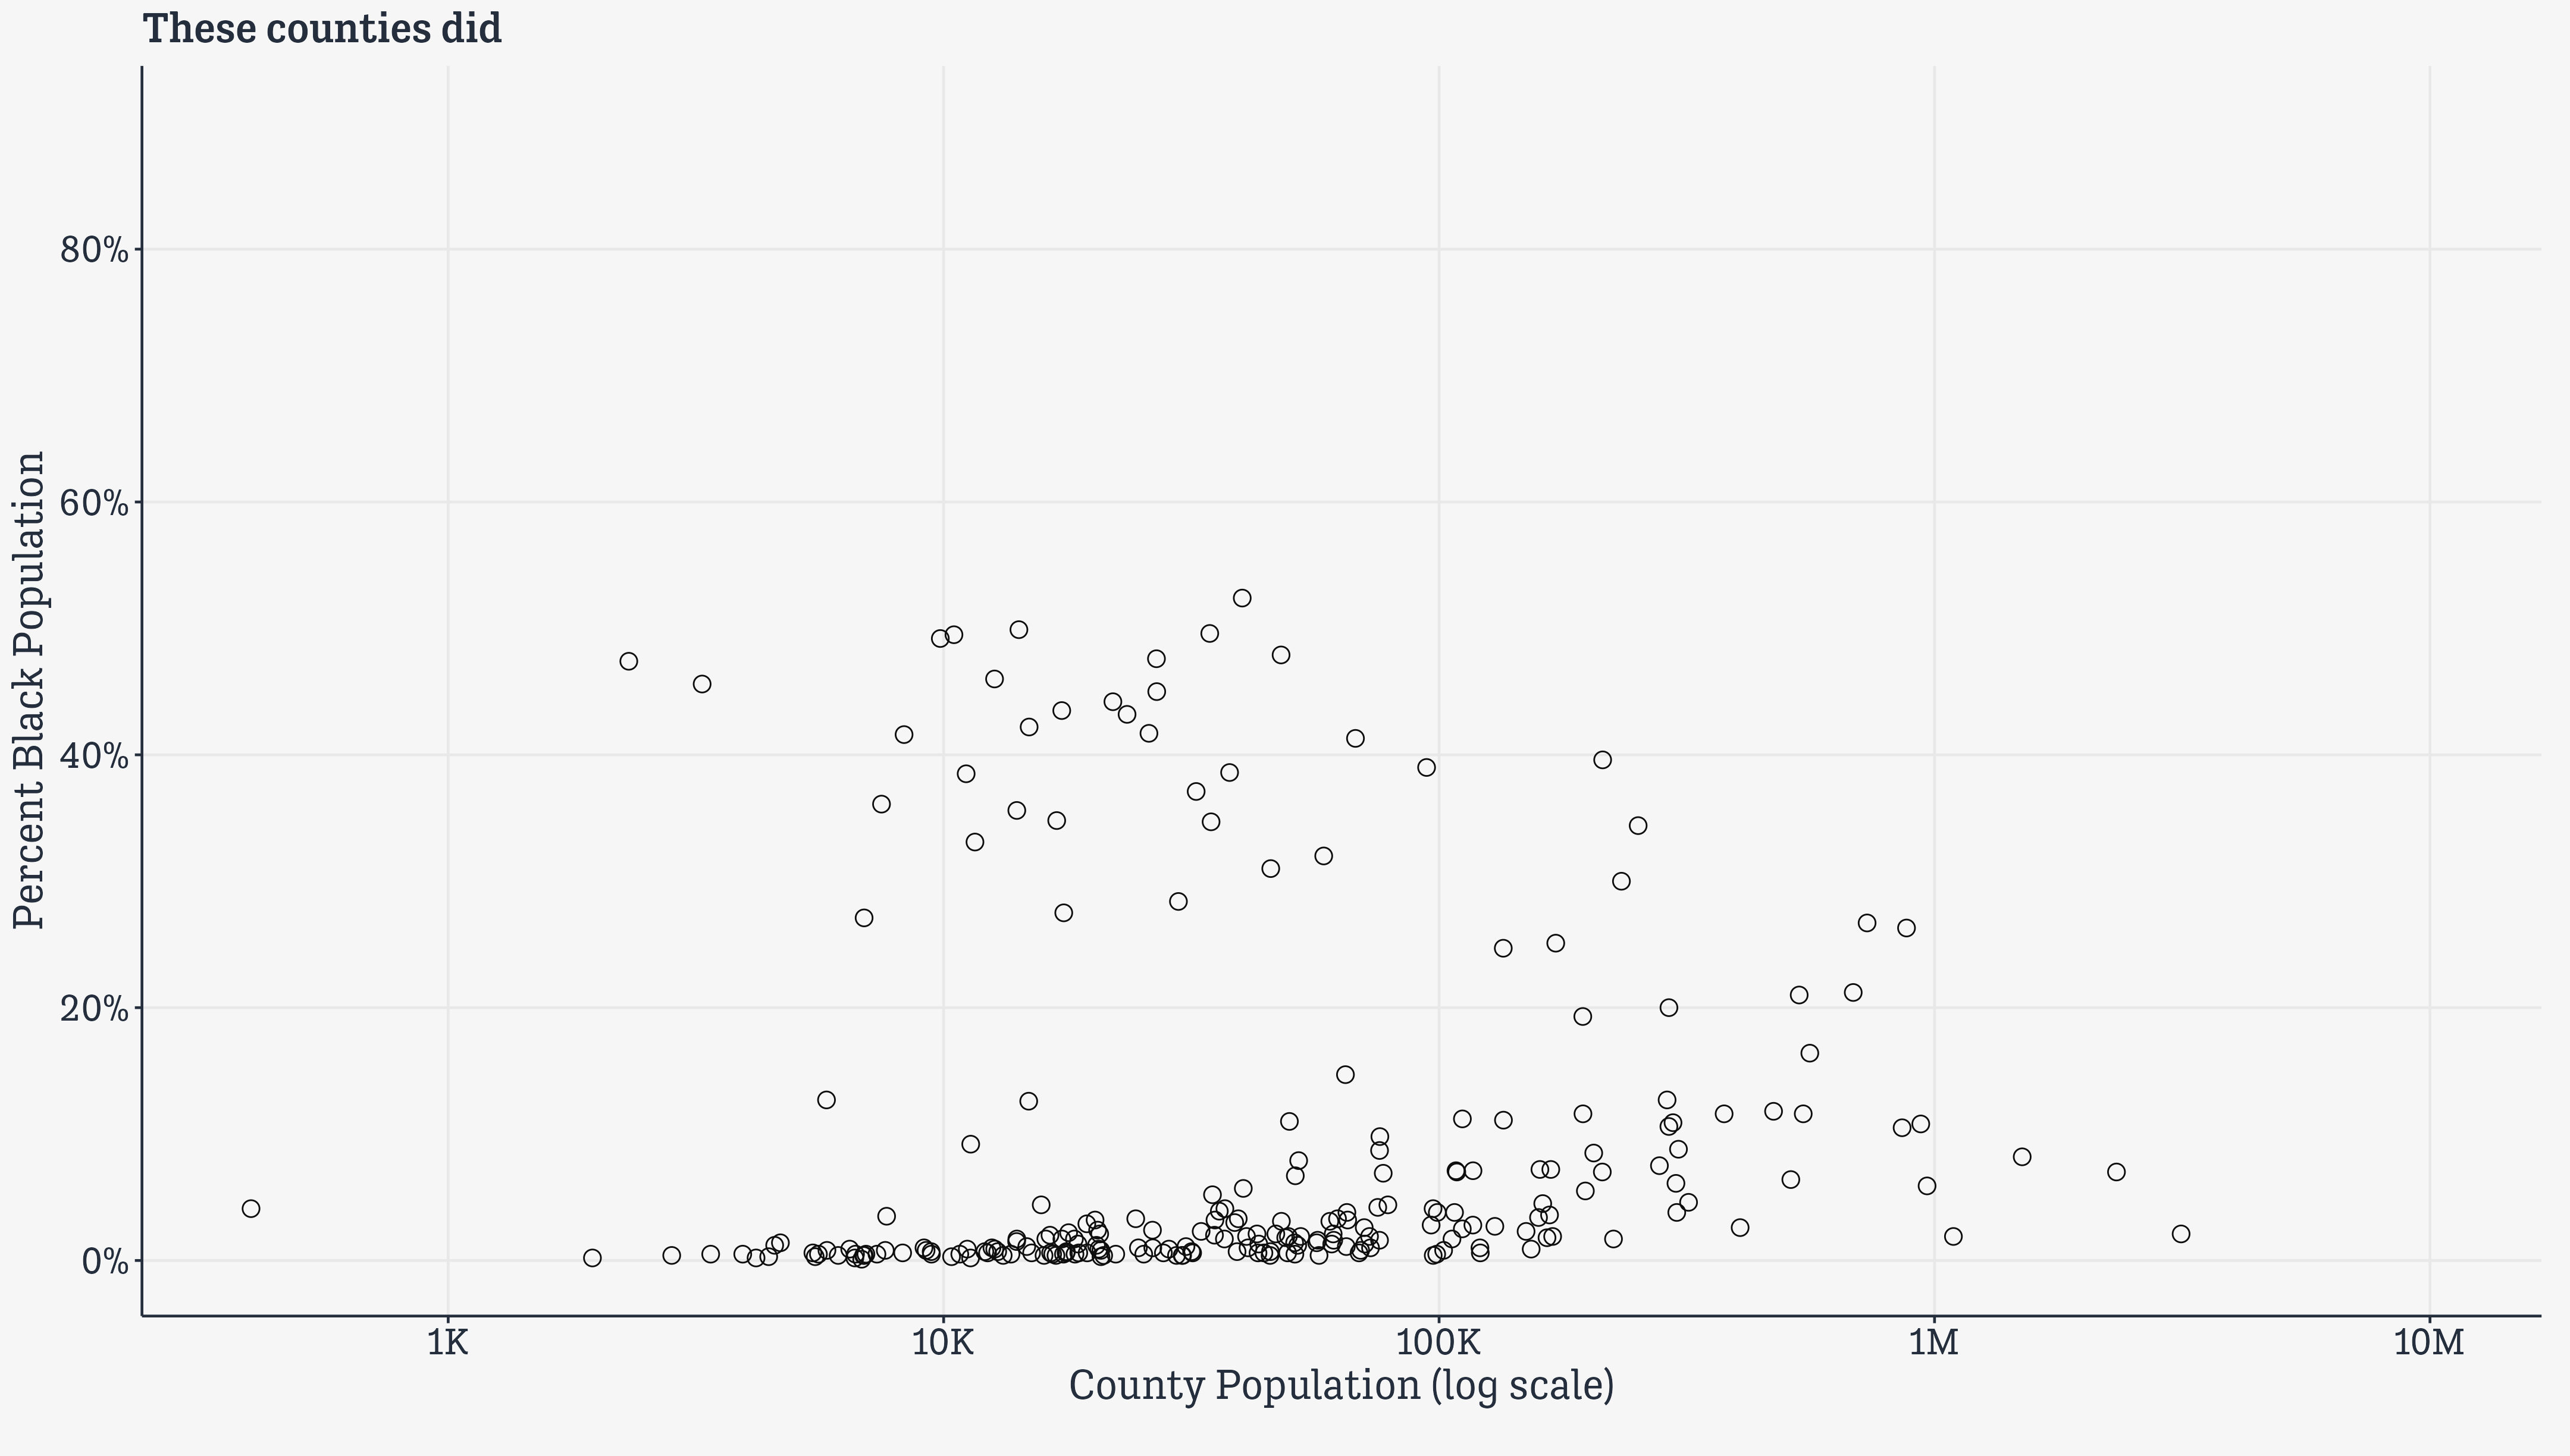 These counties did
Percent Black Population
80%
60%
40%
20%
0%
1K 10K 100K 1M 10M
County Population (log scale)